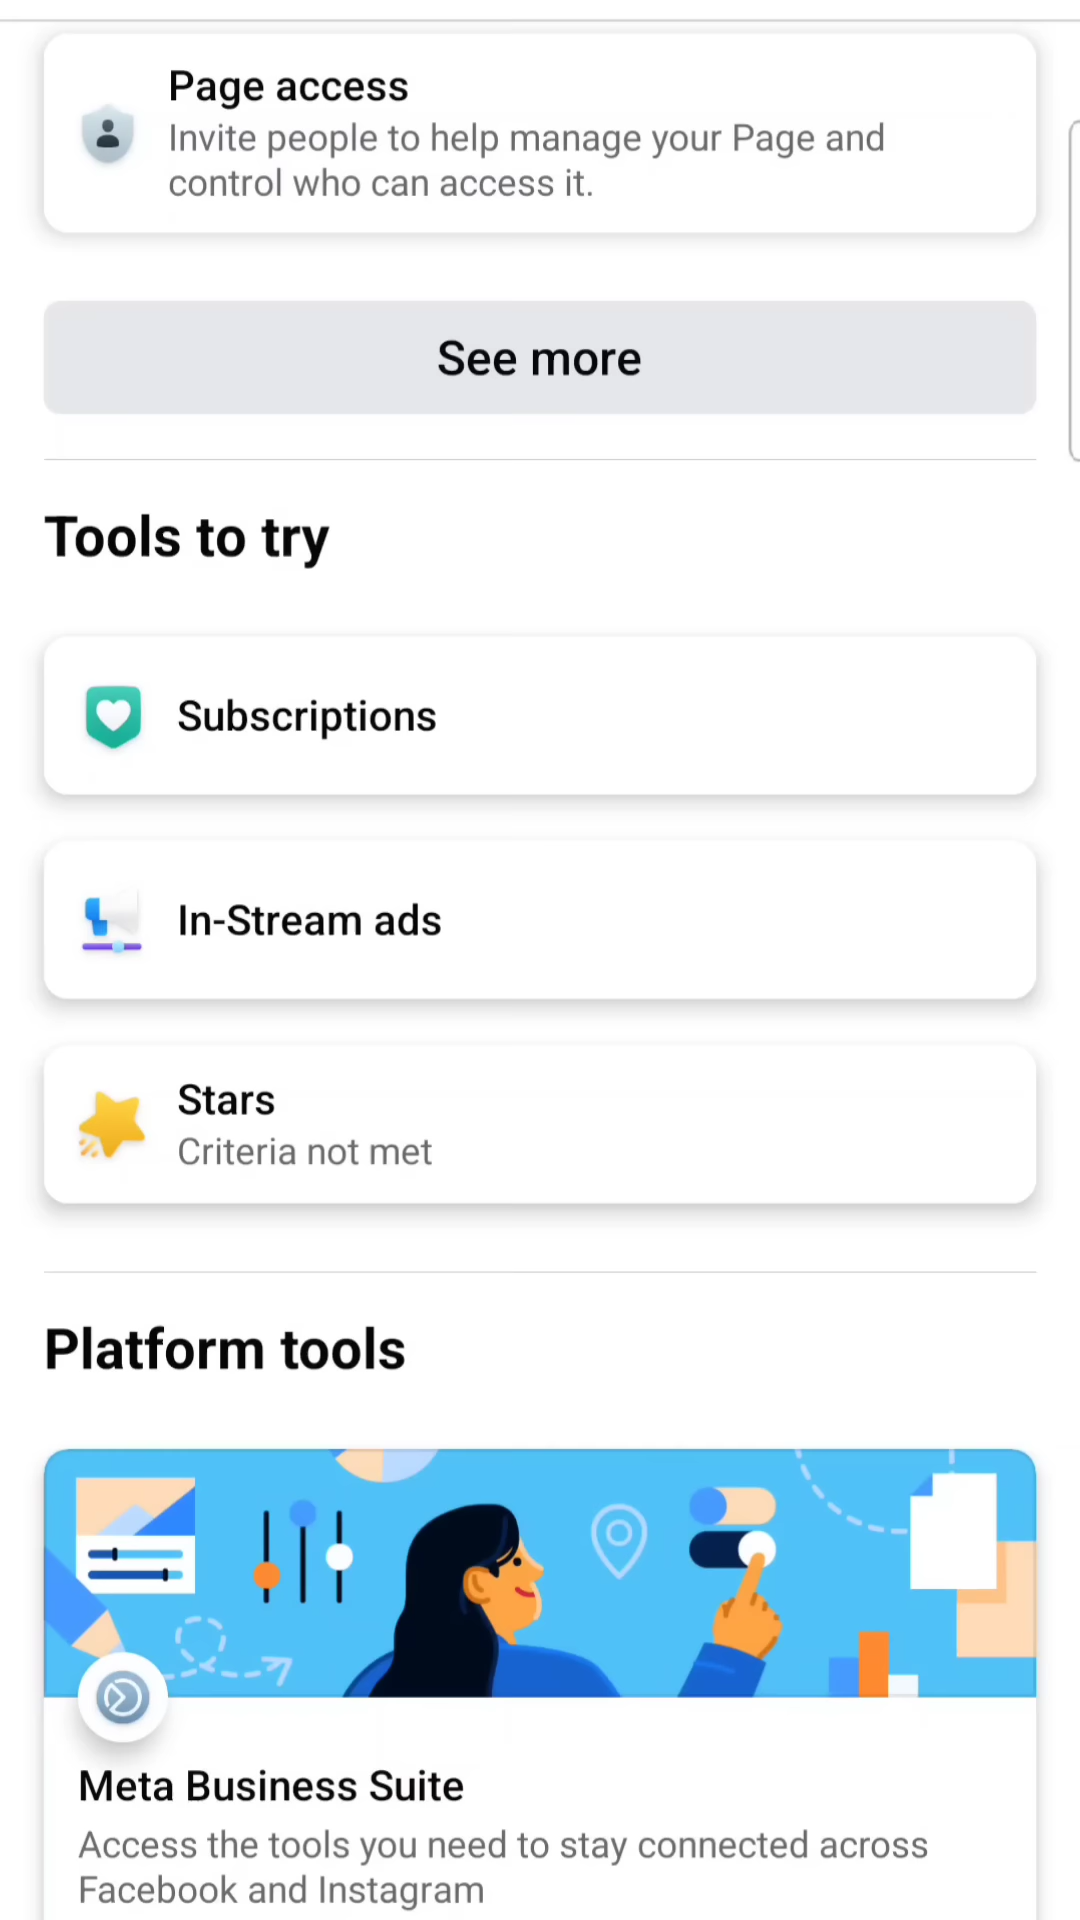 Page access
Invite people to help manage your Page and
control who can access it.
See more
Tools to try
Subscriptions
In-Stream ads
Stars
Criteria not met
Platform tools
Meta Business Suite
Access the tools you need to stay connected across
Facebook and Instagram